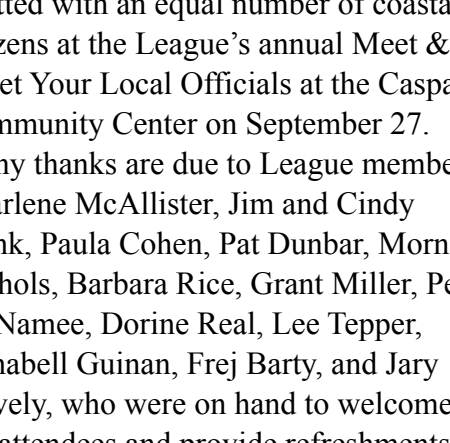 tted with an equal number of coasta
zens at the League's annual Meet &
et Your Local Officials at the Caspa
mmunity Center on September 27.
ny thanks are due to League membe
arlene McAllister, Jim and Cindy
nk, Paula Cohen, Pat Dunbar, Morn
hols, Barbara Rice, Grant Miller, Pe
Namee, Dorine Real, Lee Tepper,
nabell Guinan, Frej Barty, and Jary
vely, who were on hand to welcome
attendees and provide refreshments